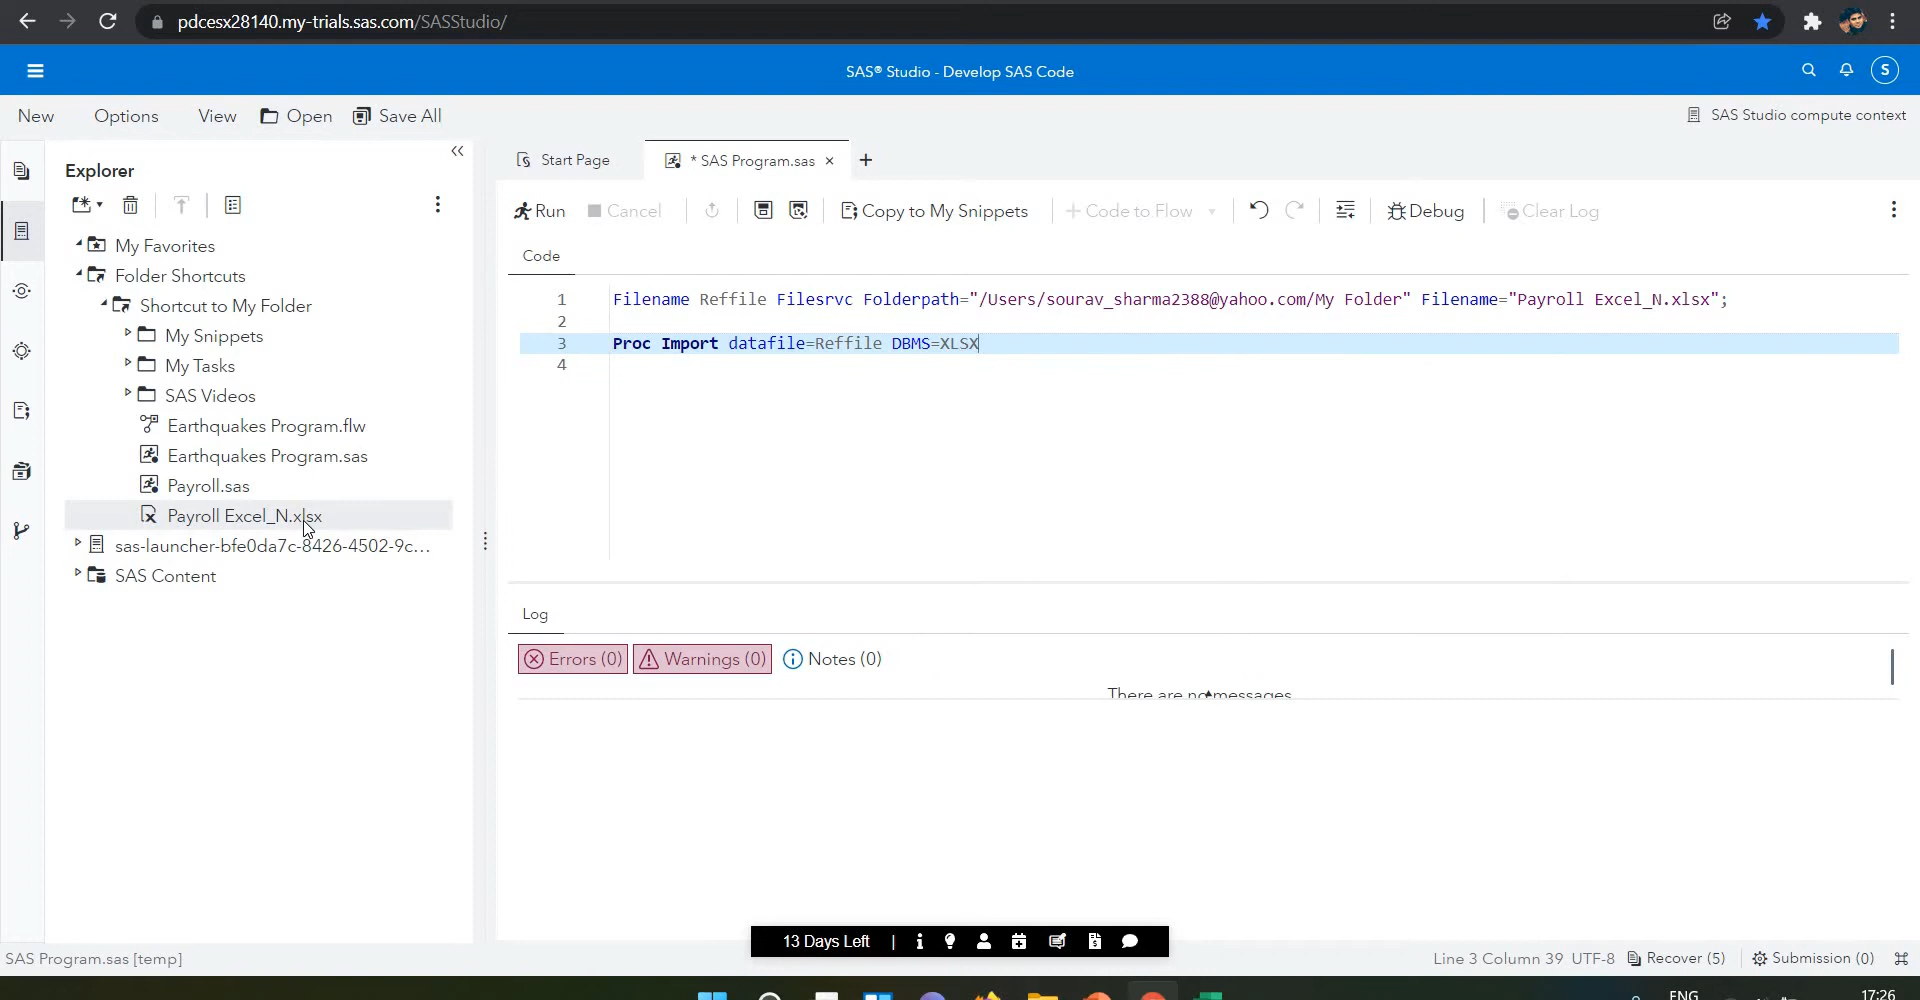 pdcesx28140.my-trials.sas.com/SASStudio/
SAS® Studio - Develop SAS Code
S
New Options View Open Save All
SAS Studio compute context
Explorer
My Favorites
Folder Shortcuts
Shortcut to My Folder
My Snippets
My Tasks
SAS Videos
Earthquakes Program.flw
Earthquakes Program.sas
Payroll.sas
Payroll Excel_N.xlsx
sas-launcher-bfe0da7c-8426-4502-9c...
SAS Content
Start Page
* SAS Program.sas
Run Cancel Copy to My Snippets Code to Flow Debug Clear Log
Code
1 Filename Reffile Filesrvc Folderpath="/Users/sourav_sharma2388@yahoo.com/My Folder" Filename="Payroll Excel_N.xlsx";
2
3 Proc Import datafile=Reffile DBMS=XLSX
4
Log
Errors (0) Warnings (0) Notes (0)
There are no messages
13 Days Left |
SAS Program.sas [temp]
Line 3 Column 39 UTF-8 Recover (5) Submission (0)
ENG 17:26